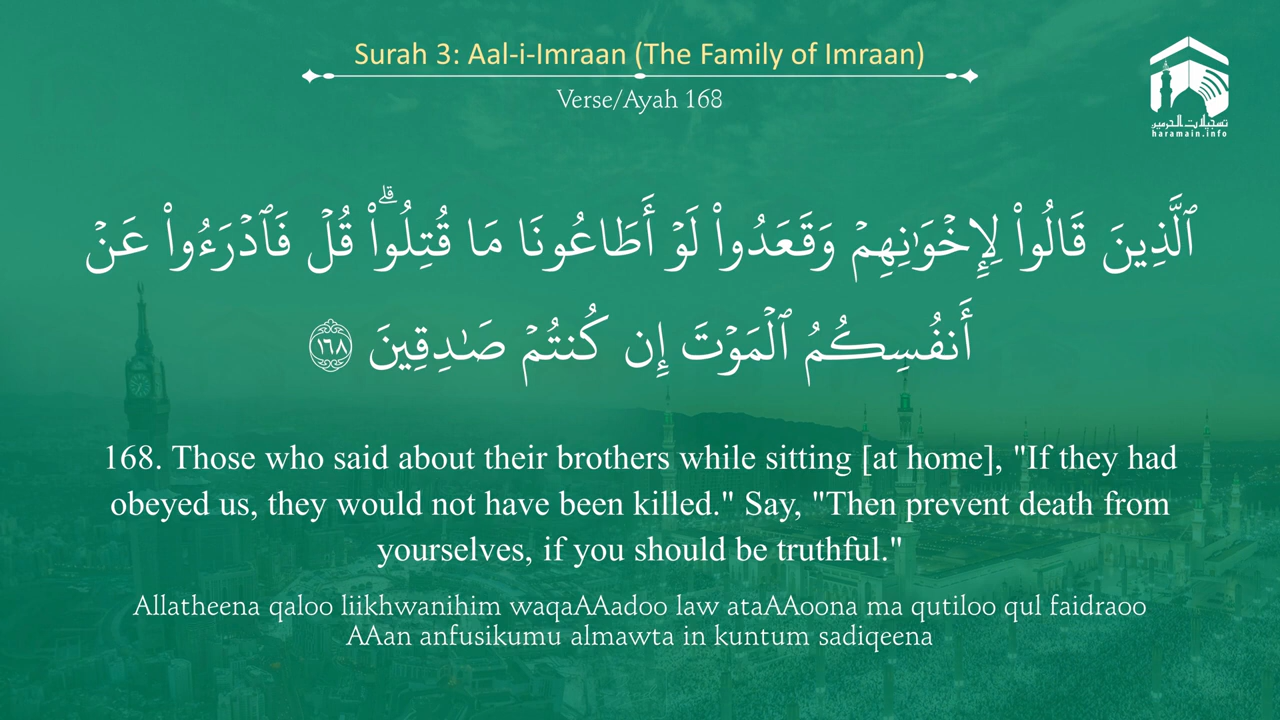 Surah 3: Aal-i-Imraan (The Family of Imraan)
Verse/Ayah 168
تسجيلات الحرمين
haramain.info
ٱلَّذِينَ قَالُوا۟ لِإِخْوَٰنِهِمْ وَقَعَدُوا۟ لَوْ أَطَاعُونَا مَا قُتِلُوا۟ ۗ قُلْ فَٱدْرَءُوا۟ عَنْ
أَنفُسِكُمُ ٱلْمَوْتَ إِن كُنتُمْ صَٰدِقِينَ ١٦٨
168. Those who said about their brothers while sitting [at home], "If they had
obeyed us, they would not have been killed." Say, "Then prevent death from
yourselves, if you should be truthful."
Allatheena qaloo liikhwanihim waqaAAadoo law ataAAoona ma qutiloo qul faidraoo
AAan anfusikumu almawta in kuntum sadiqeena